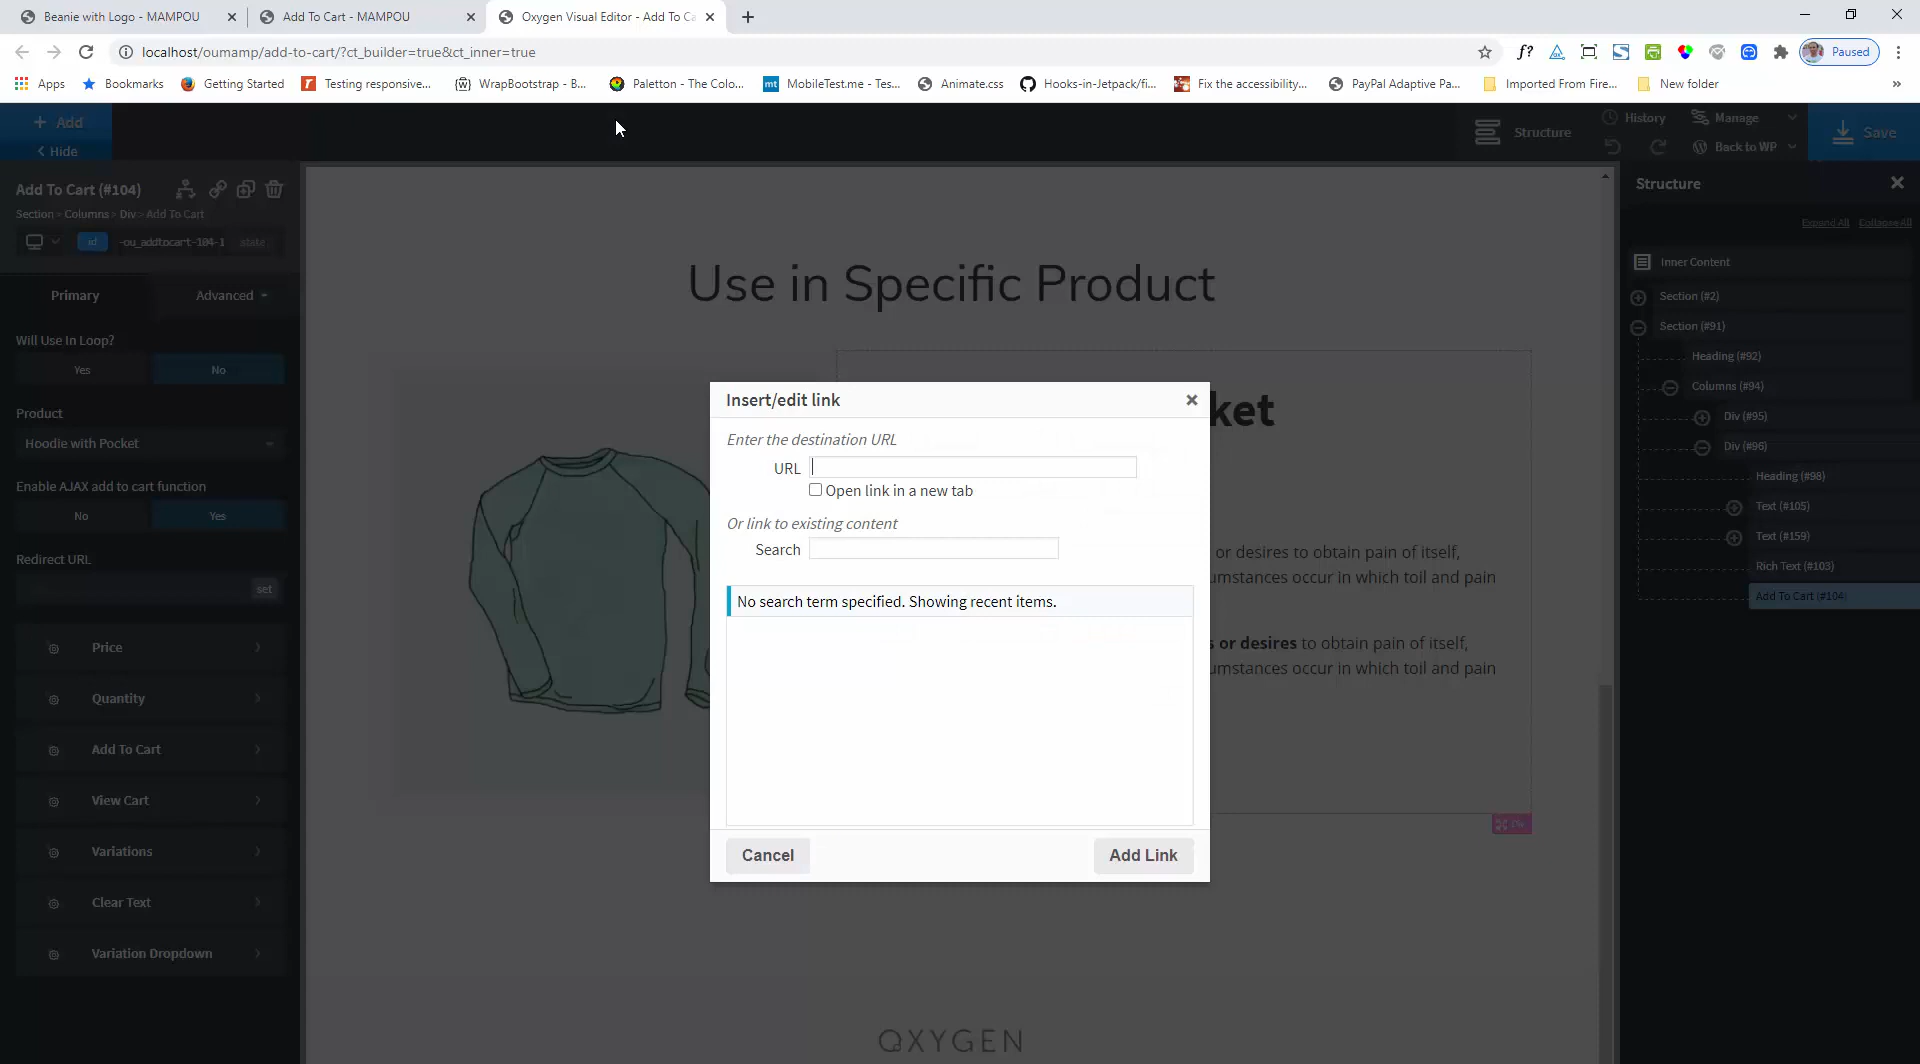 Beanie with Logo - MAMPOU
Add To Cart - MAMPOU
Oxygen Visual Editor - Add To Ca
localhost/oumamp/add-to-cart/?ct_builder=true&ct_inner=true
f?
Paused
Apps
Bookmarks
Getting Started
Testing responsive...
WrapBootstrap - B...
Paletton - The Colo...
mt
MobileTest.me - Tes...
Animate.css
Hooks-in-Jetpack/fi...
Fix the accessibility...
PayPal Adaptive Pa...
Imported From Fire...
New folder
»
+ Add
< Hide
Structure
History
Manage
Back to WP
Save
Add To Cart (#104)
Section > Columns > Div > Add To Cart
id
-ou_addtocart-104-1
state
Primary
Advanced
Will Use In Loop?
Yes
No
Product
Hoodie with Pocket
Enable AJAX add to cart function
No
Yes
Redirect URL
set
Price
Quantity
Add To Cart
View Cart
Variations
Clear Text
Variation Dropdown
Use in Specific Product
ket
or desires to obtain pain of itself,
umstances occur in which toil and pain
s or desires to obtain pain of itself,
umstances occur in which toil and pain
Div
OXYGEN
Insert/edit link
Enter the destination URL
URL
Open link in a new tab
Or link to existing content
Search
No search term specified. Showing recent items.
Cancel
Add Link
Structure
Expand All
Collapse All
Inner Content
Section (#2)
Section (#91)
Heading (#92)
Columns (#94)
Div (#95)
Div (#96)
Heading (#98)
Text (#105)
Text (#159)
Rich Text (#103)
Add To Cart (#104)